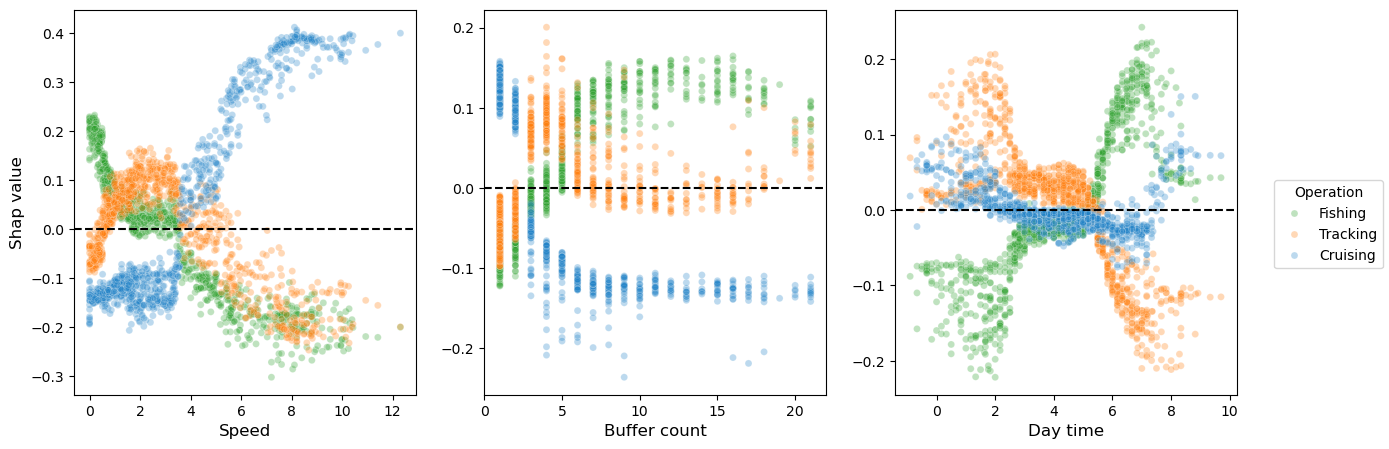 Shap value
0.4
0.3
0.2
0.1
0.0
−0.1
−0.2
−0.3
0 2 4 6 8 10 12
Speed
0.2
0.1
0.0
−0.1
−0.2
0 5 10 15 20
Buffer count
0.2
0.1
0.0
−0.1
−0.2
0 2 4 6 8 10
Day time
Operation
Fishing
Tracking
Cruising